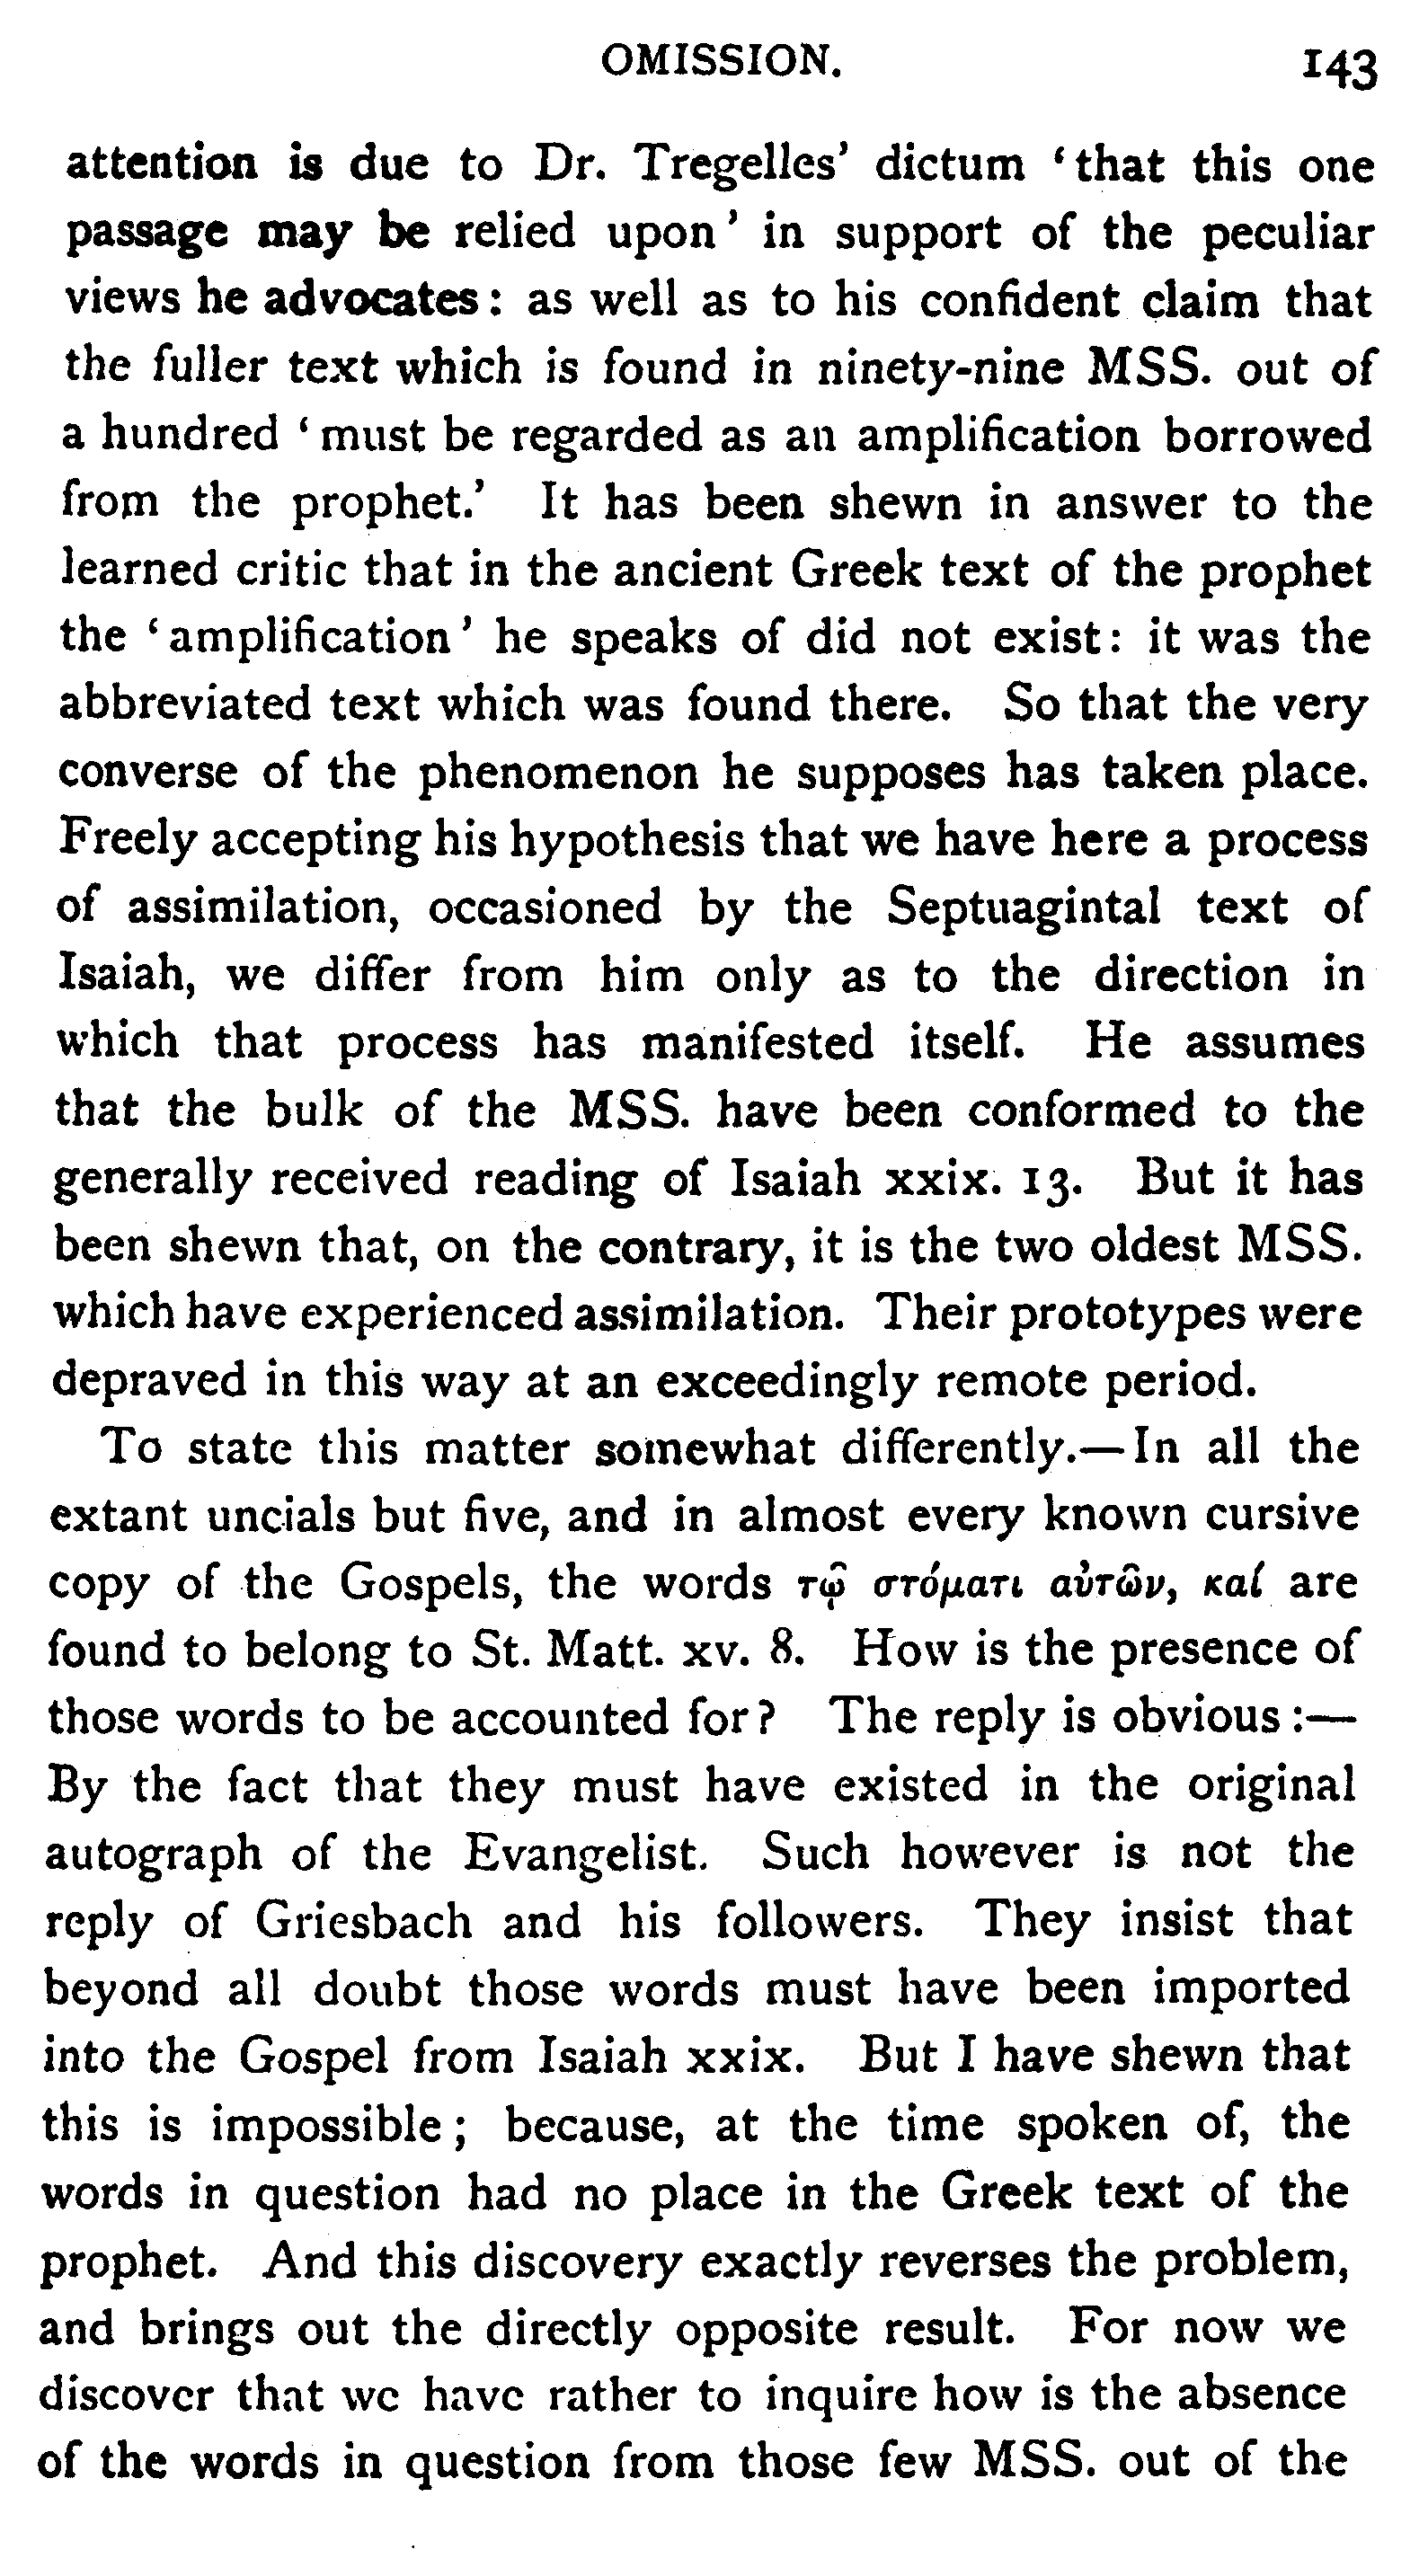 OMISSION. 143
attention is due to Dr. Tregelles' dictum ‘that this one
passage may be relied upon’ in support of the peculiar
views he advocates: as well as to his confident claim that
the fuller text which is found in ninety-nine MSS. out of
a hundred ‘must be regarded as an amplification borrowed
from the prophet.’ It has been shewn in answer to the
learned critic that in the ancient Greek text of the prophet
the ‘amplification’ he speaks of did not exist: it was the
abbreviated text which was found there. So that the very
converse of the phenomenon he supposes has taken place.
Freely accepting his hypothesis that we have here a process
of assimilation, occasioned by the Septuagintal text of
Isaiah, we differ from him only as to the direction in
which that process has manifested itself. He assumes
that the bulk of the MSS. have been conformed to the
generally received reading of Isaiah xxix. 13. But it has
been shewn that, on the contrary, it is the two oldest MSS.
which have experienced assimilation. Their prototypes were
depraved in this way at an exceedingly remote period.
To state this matter somewhat differently.—In all the
extant uncials but five, and in almost every known cursive
copy of the Gospels, the words τῷ στόματι αὐτῶν, καί are
found to belong to St. Matt. xv. 8. How is the presence of
those words to be accounted for? The reply is obvious:—
By the fact that they must have existed in the original
autograph of the Evangelist. Such however is not the
reply of Griesbach and his followers. They insist that
beyond all doubt those words must have been imported
into the Gospel from Isaiah xxix. But I have shewn that
this is impossible; because, at the time spoken of, the
words in question had no place in the Greek text of the
prophet. And this discovery exactly reverses the problem,
and brings out the directly opposite result. For now we
discover that we have rather to inquire how is the absence
of the words in question from those few MSS. out of the